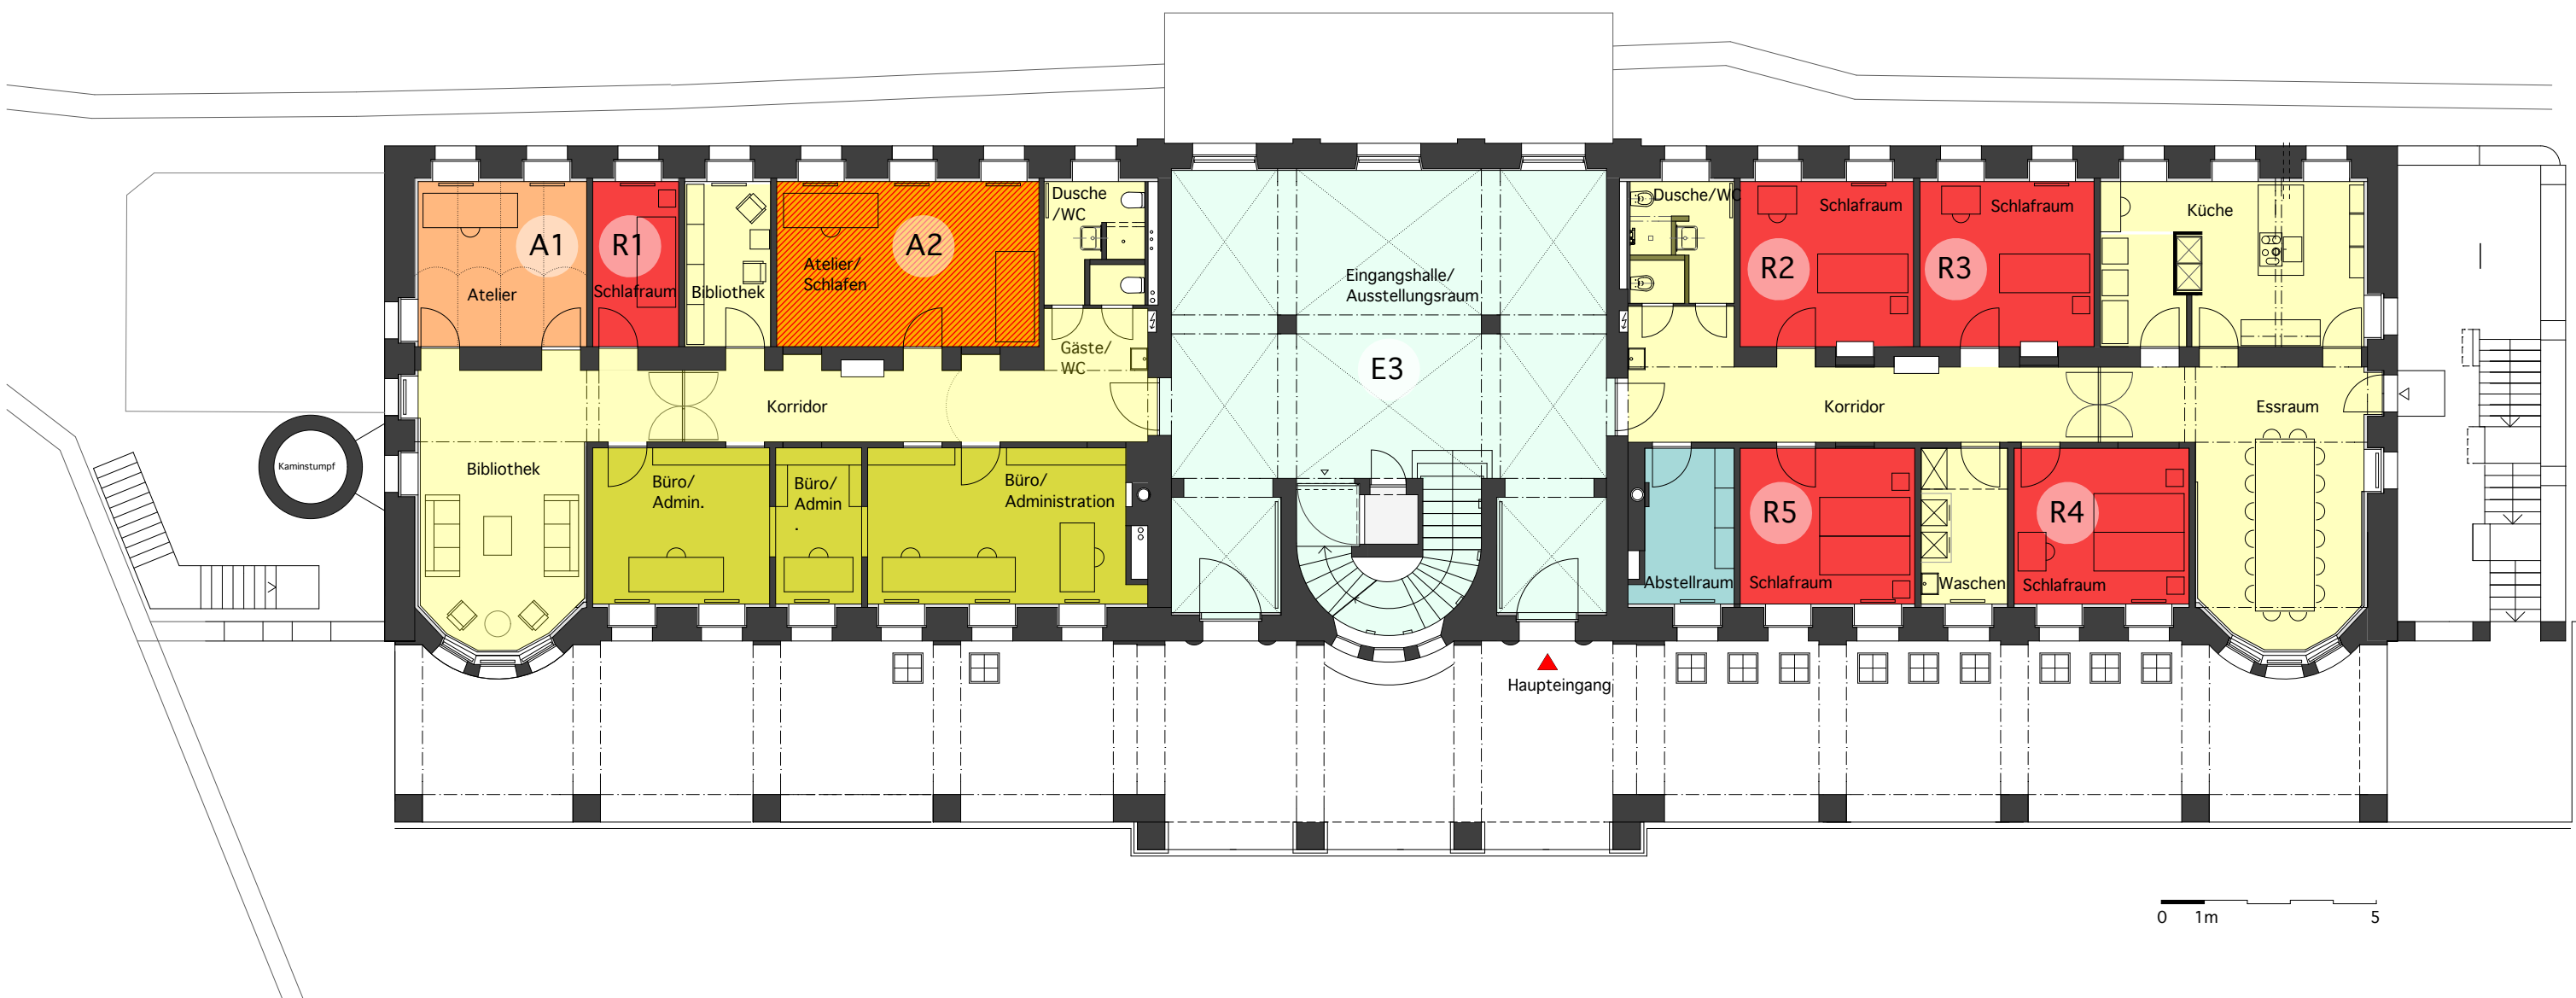 A1
Atelier
R1
Schlafraum
Bibliothek
A2
Atelier/
Schlafen
Dusche
/WC
Gäste/
WC
Eingangshalle/
Ausstellungsraum
E3
Dusche/WC
R2
Schlafraum
R3
Schlafraum
Küche
Korridor
Korridor
Essraum
Kaminstumpf
Bibliothek
Büro/
Admin.
Büro/
Admin
.
Büro/
Administration
Abstellraum
R5
Schlafraum
Waschen
R4
Schlafraum
Haupteingang
0 1m 5